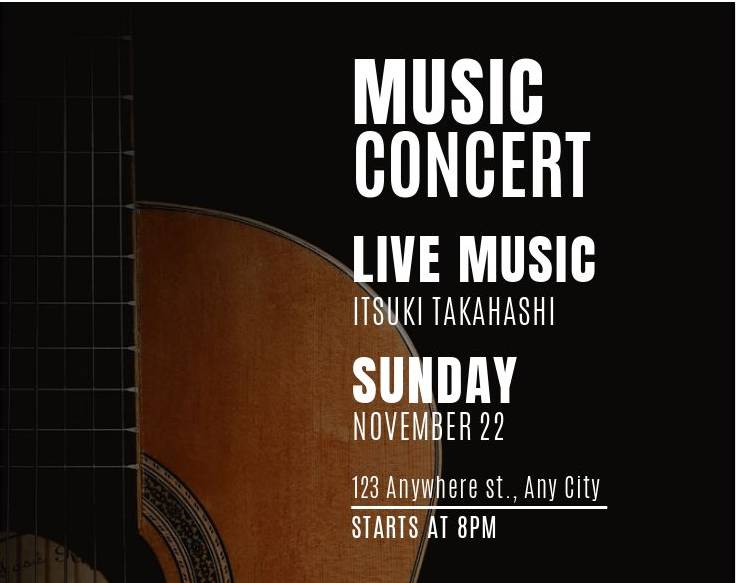 MUSIC
CONCERT
LIVE MUSIC
ITSUKI TAKAHASHI
SUNDAY
NOVEMBER 22
123 Anywhere st., Any City
STARTS AT 8PM